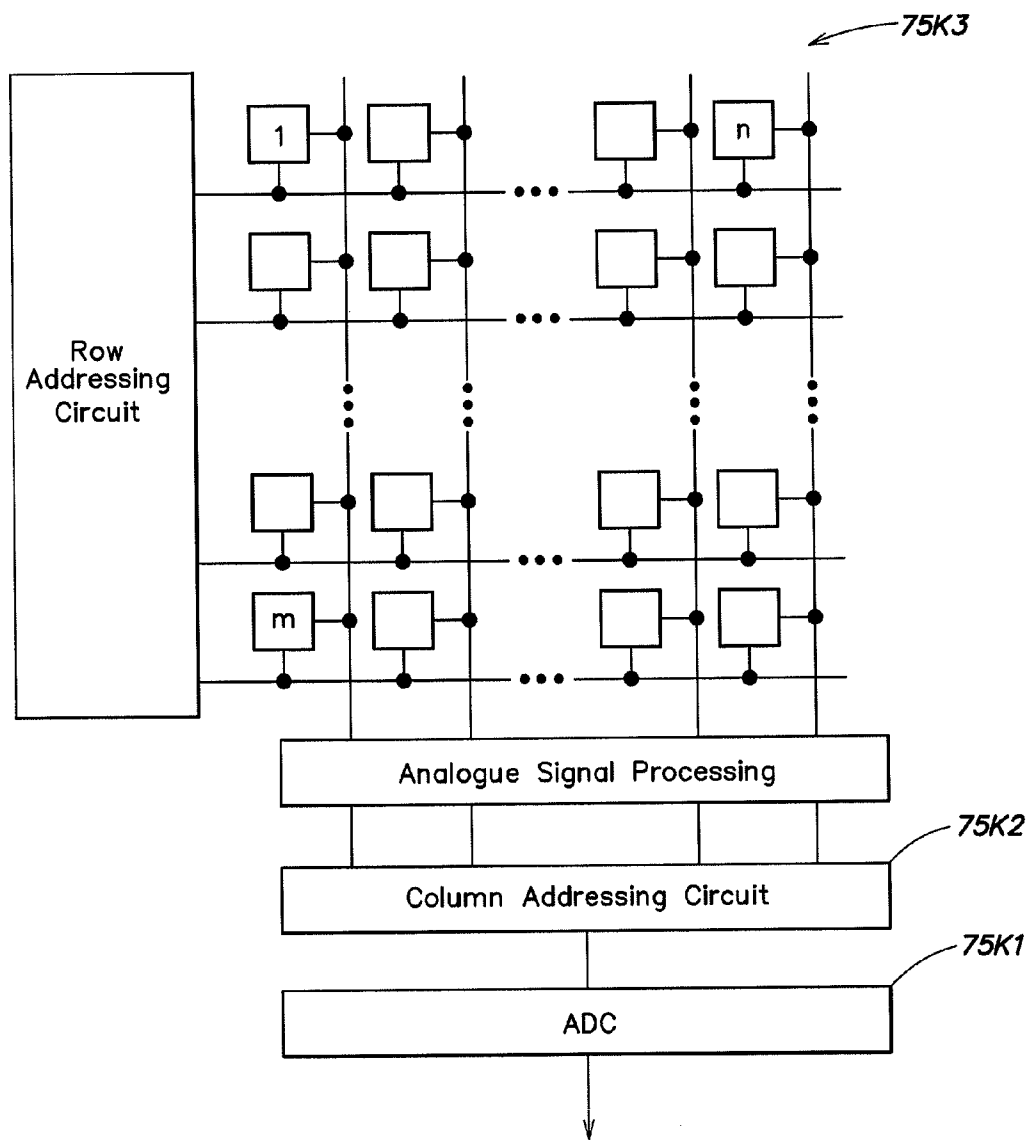 75K3
1
n
Row
Addressing
Circuit
m
Analogue Signal Processing
75K2
Column Addressing Circuit
75K1
ADC